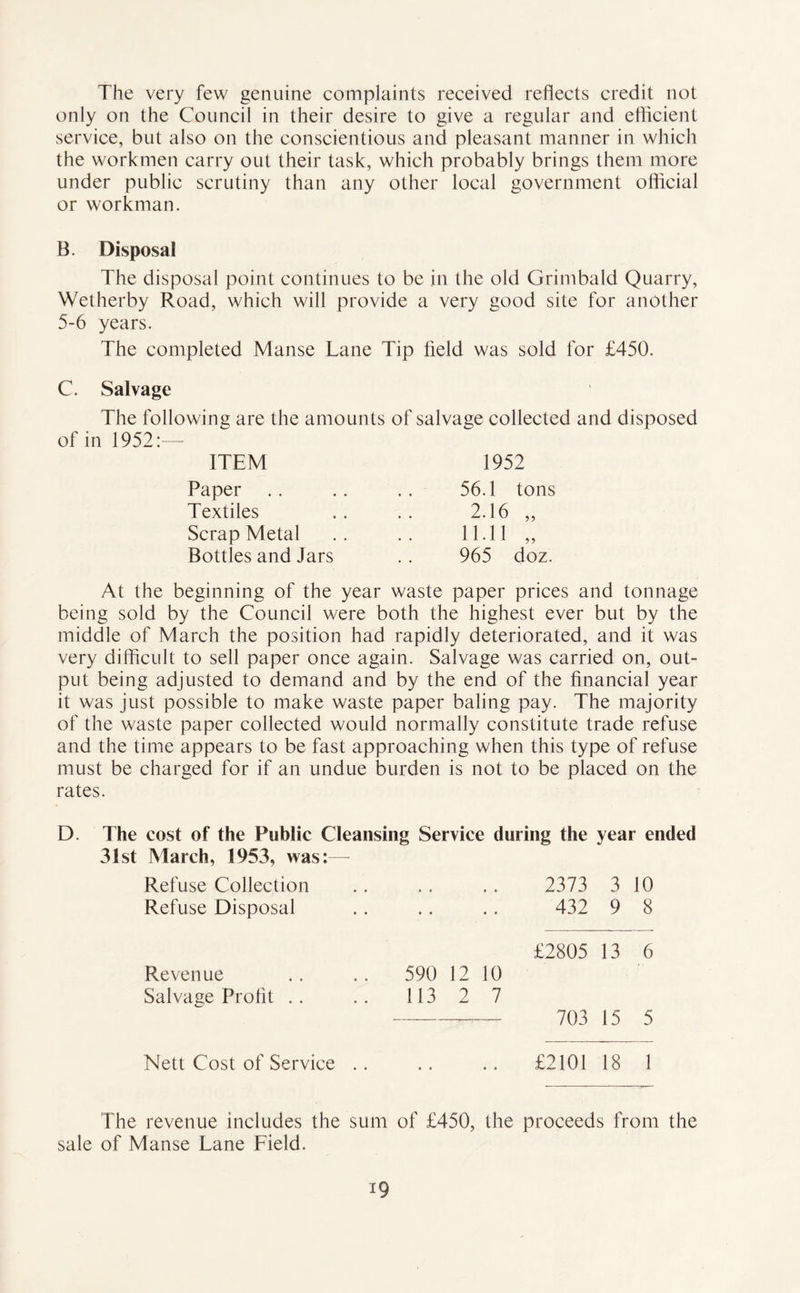 The very few genuine complaints received reflects credit not
only on the Council in their desire to give a regular and efficient
service, but also on the conscientious and pleasant manner in which
the workmen carry out their task, which probably brings them more
under public scrutiny than any other local government official
or workman.
B. Disposal
The disposal point continues to be in the old Grimbald Quarry,
Wetherby Road, which will provide a very good site for another
5-6 years.
The completed Manse Lane Tip field was sold for £450.
C. Salvage
The following are the amounts of salvage collected and disposed
of in 1952:—
ITEM 1952
Paper .. .. .. 56.1 tons
Textiles .. .. 2.16 „
Scrap Metal .. .. 11.11 „
Bottles and Jars .. 965 doz.
At the beginning of the year waste paper prices and tonnage
being sold by the Council were both the highest ever but by the
middle of March the position had rapidly deteriorated, and it was
very difficult to sell paper once again. Salvage was carried on, out-
put being adjusted to demand and by the end of the financial year
it was just possible to make waste paper baling pay. The majority
of the waste paper collected would normally constitute trade refuse
and the time appears to be fast approaching when this type of refuse
must be charged for if an undue burden is not to be placed on the
rates.
D. The cost of the Public Cleansing Service during the year ended
31st March, 1953, was:—
Refuse Collection .. .. .. 2373 3 10
Refuse Disposal .. .. .. 432 9 8
£2805 13 6
Revenue .. .. 590 12 10
Salvage Profit .. .. 113 2 7
703 15 5
Nett Cost of Service .. .. .. £2101 18 1
The revenue includes the sum of £450, the proceeds from the
sale of Manse Lane Field.
19